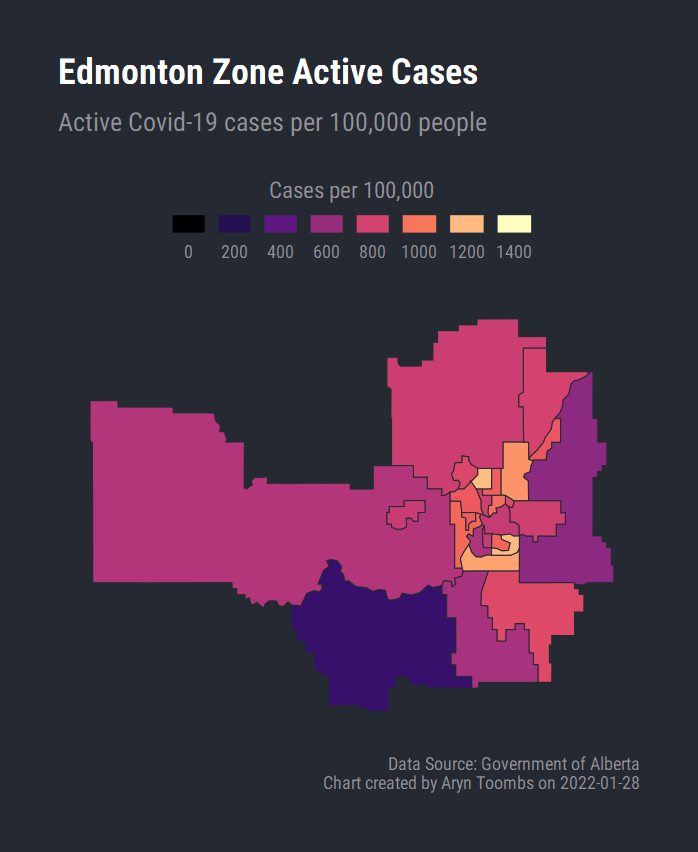 Edmonton Zone Active Cases
Active Covid-19 cases per 100,000 people
Cases per 100,000
0 200 400 600 800 1000 1200 1400
Data Source: Government of Alberta
Chart created by Aryn Toombs on 2022-01-28